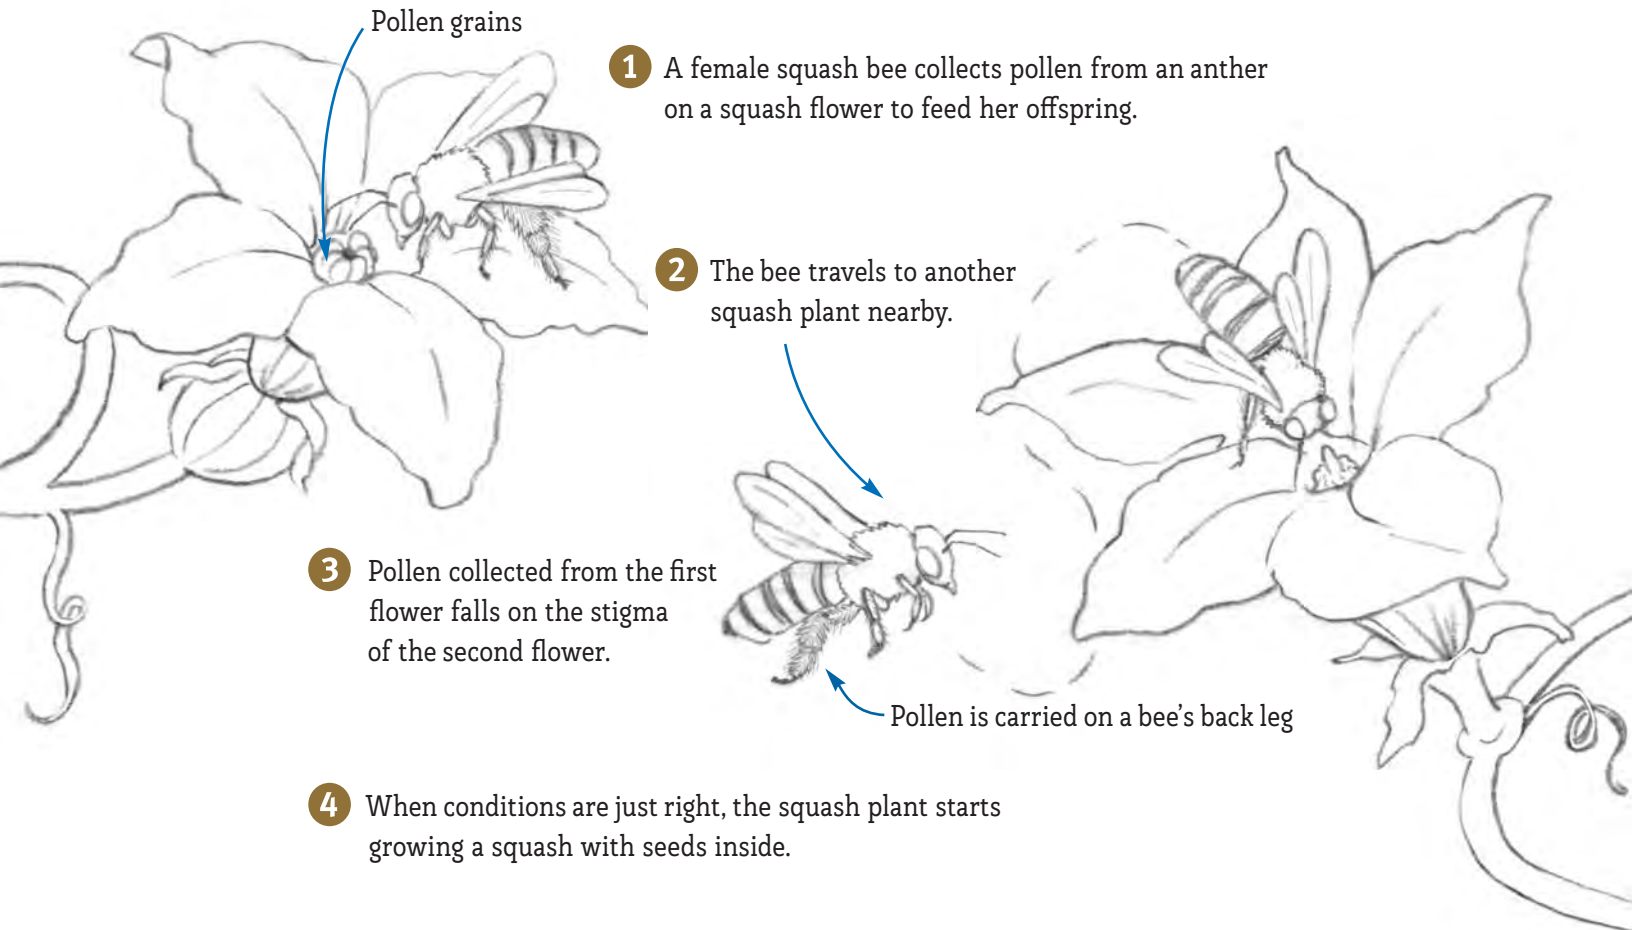 Pollen grains
1 A female squash bee collects pollen from an anther
on a squash flower to feed her offspring.
2 The bee travels to another
squash plant nearby.
3 Pollen collected from the first
flower falls on the stigma
of the second flower.
Pollen is carried on a bee’s back leg
4 When conditions are just right, the squash plant starts
growing a squash with seeds inside.